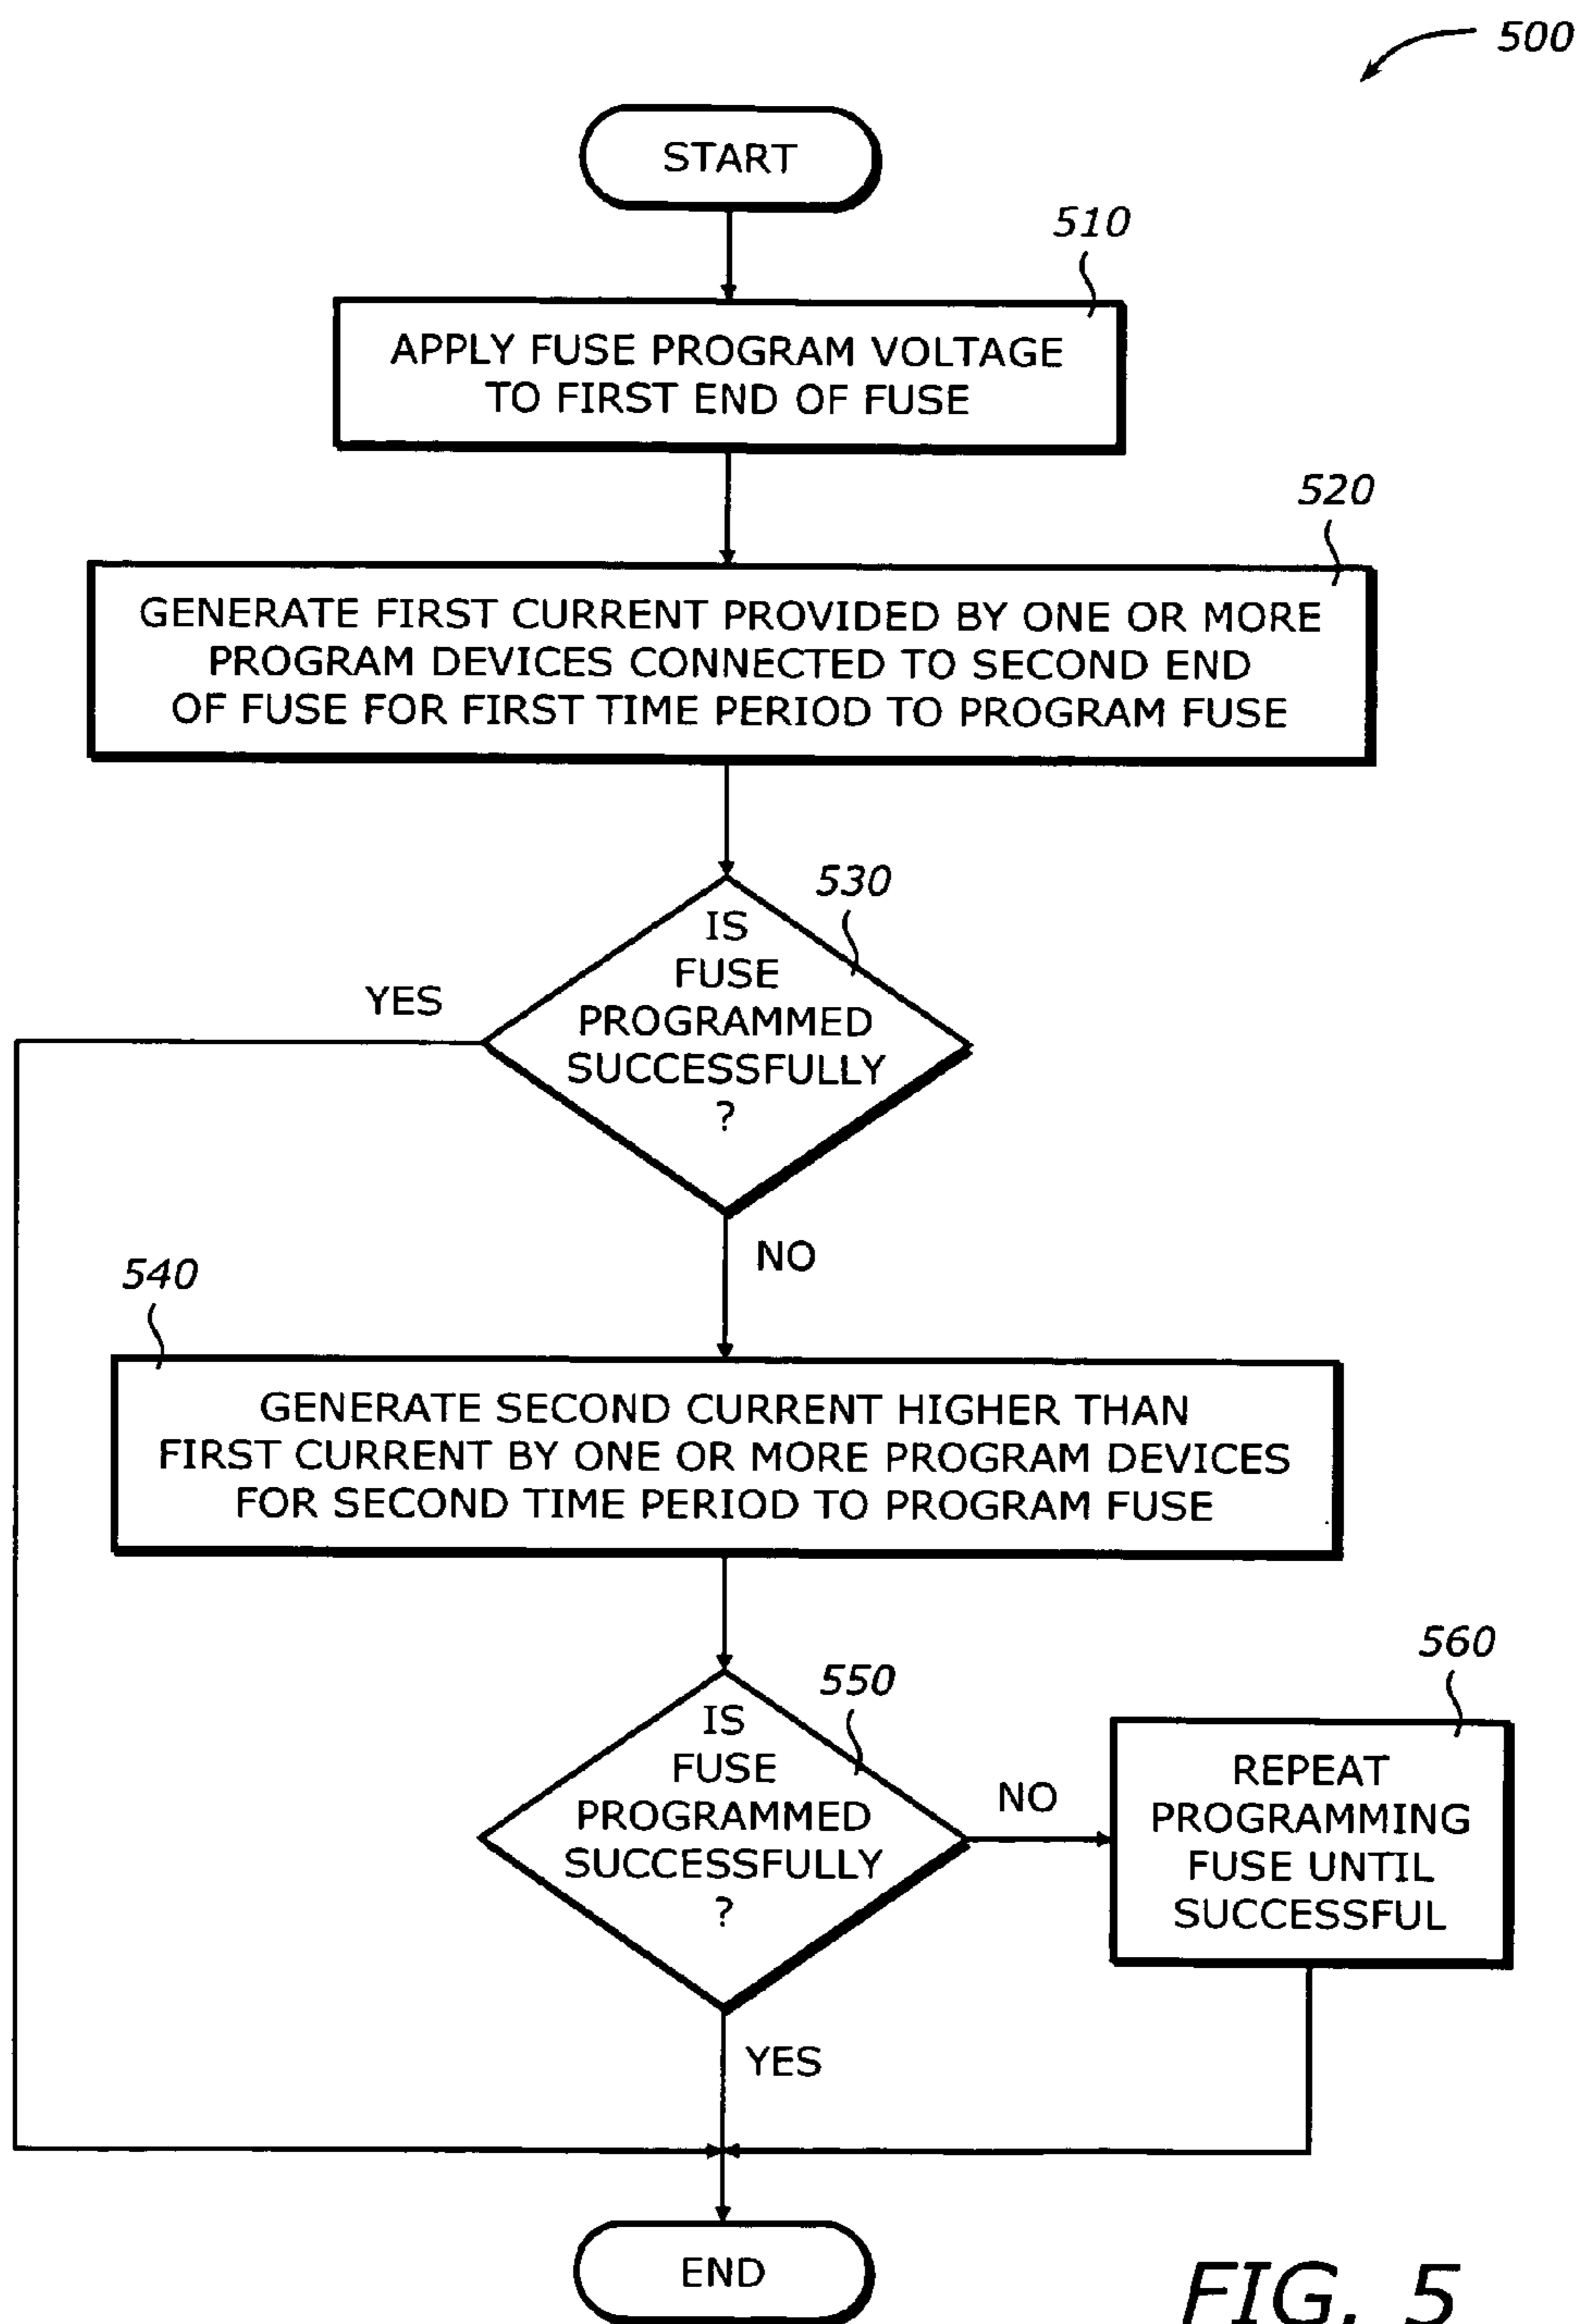 500
START
510
APPLY FUSE PROGRAM VOLTAGE
TO FIRST END OF FUSE
520
GENERATE FIRST CURRENT PROVIDED BY ONE OR MORE
PROGRAM DEVICES CONNECTED TO SECOND END
OF FUSE FOR FIRST TIME PERIOD TO PROGRAM FUSE
530
IS
FUSE
PROGRAMMED
SUCCESSFULLY
?
YES
NO
540
GENERATE SECOND CURRENT HIGHER THAN
FIRST CURRENT BY ONE OR MORE PROGRAM DEVICES
FOR SECOND TIME PERIOD TO PROGRAM FUSE
550
IS
FUSE
PROGRAMMED
SUCCESSFULLY
?
NO
560
REPEAT
PROGRAMMING
FUSE UNTIL
SUCCESSFUL
YES
END
FIG. 5